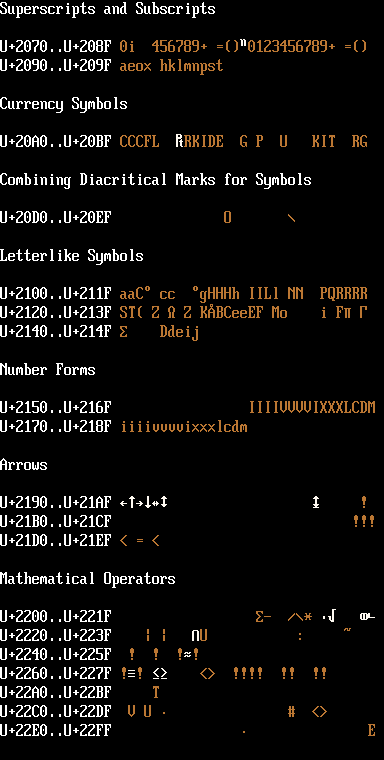 Superscripts and Subscripts
U+2070..U+208F 0i  456789+ =()ⁿ0123456789+ =()
U+2090..U+209F aeox hklmnpst
Currency Symbols
U+20A0..U+20BF CCCFL  ₧RKIDE  G P  U   KIT  RG
Combining Diacritical Marks for Symbols
U+20D0..U+20EF              O       \
Letterlike Symbols
U+2100..U+211F aaC° cc  °gHHHh IILl NN  PQRRRR
U+2120..U+213F ST( Z Ω Z KÅBCeeEF Mo    i Fπ Γ
U+2140..U+214F Σ    Ddeij
Number Forms
U+2150..U+216F                 IIIIVVVVIXXXLCDM
U+2170..U+218F iiiivvvvixxxlcdm
Arrows
U+2190..U+21AF ←↑→↓↔↕                  ↨     !
U+21B0..U+21CF                              !!!
U+21D0..U+21EF < = <
Mathematical Operators
U+2200..U+221F                  Σ-  /\* ·√   ∞∟
U+2220..U+223F    | |   ∩U           :     ~
U+2240..U+225F  !  !  !≈!
U+2260..U+227F !≡! ≤≥    <>  !!!!  !!  !!
U+22A0..U+22BF     T
U+22C0..U+22DF  V U ·               #  <>
U+22E0..U+22FF                ·               E